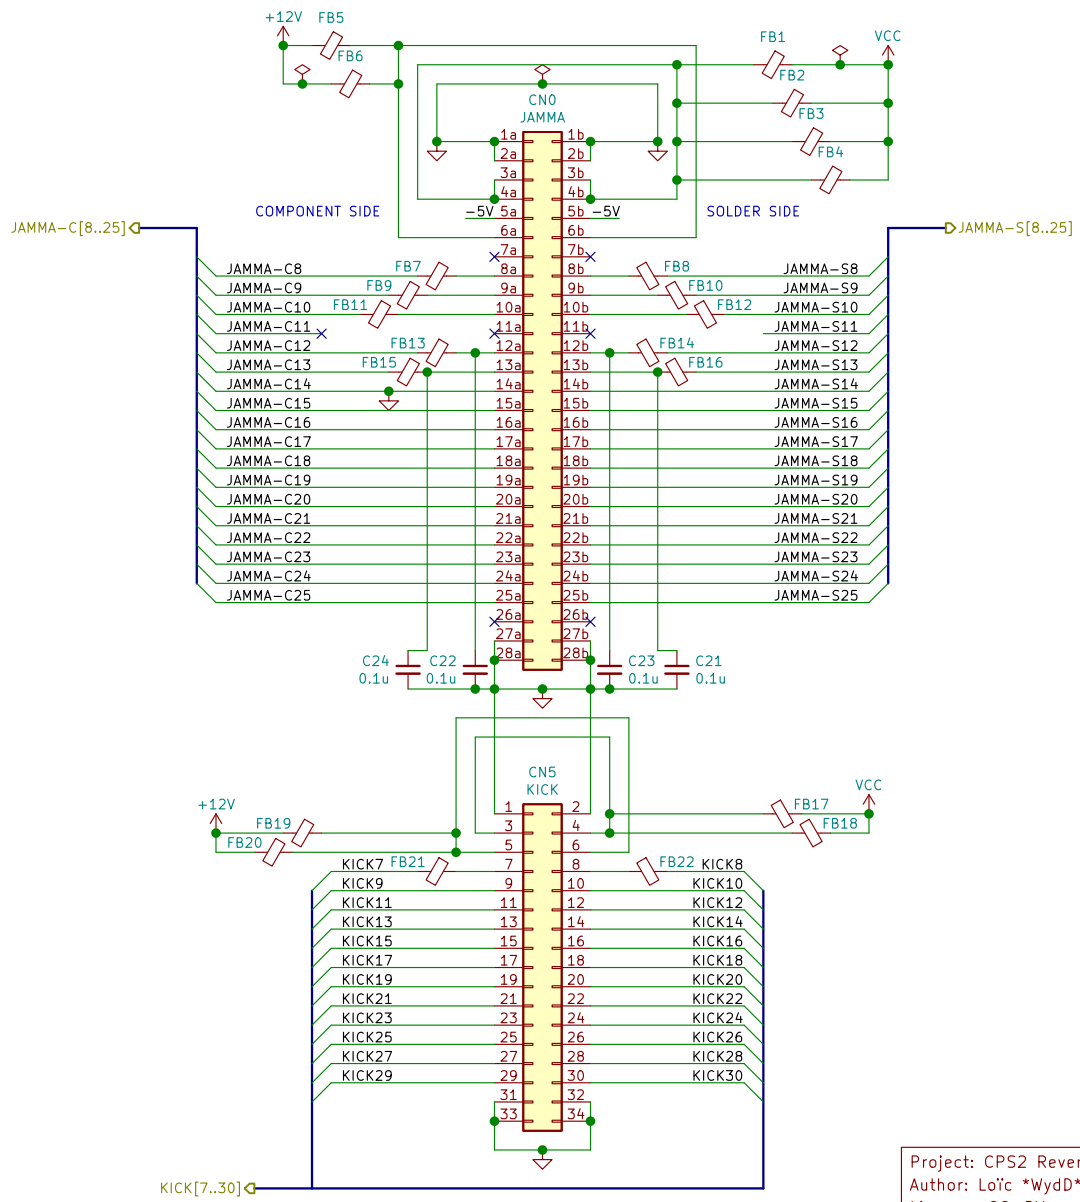 +12V FB5
FB6
FB1 VCC
FB2
FB3
FB4
CN0
JAMMA
1a 1b
2a 2b
3a 3b
4a 4b
COMPONENT SIDE -5V 5a 5b -5V SOLDER SIDE
6a 6b
JAMMA-C[8..25] JAMMA-S[8..25]
7a 7b
JAMMA-C8 FB7 8a 8b FB8 JAMMA-S8
JAMMA-C9 FB9 9a 9b FB10 JAMMA-S9
JAMMA-C10 FB11 10a 10b FB12 JAMMA-S10
JAMMA-C11 11a 11b JAMMA-S11
JAMMA-C12 FB13 12a 12b FB14 JAMMA-S12
JAMMA-C13 FB15 13a 13b FB16 JAMMA-S13
JAMMA-C14 14a 14b JAMMA-S14
JAMMA-C15 15a 15b JAMMA-S15
JAMMA-C16 16a 16b JAMMA-S16
JAMMA-C17 17a 17b JAMMA-S17
JAMMA-C18 18a 18b JAMMA-S18
JAMMA-C19 19a 19b JAMMA-S19
JAMMA-C20 20a 20b JAMMA-S20
JAMMA-C21 21a 21b JAMMA-S21
JAMMA-C22 22a 22b JAMMA-S22
JAMMA-C23 23a 23b JAMMA-S23
JAMMA-C24 24a 24b JAMMA-S24
JAMMA-C25 25a 25b JAMMA-S25
26a 26b
27a 27b
28a 28b
C24 C22 C23 C21
0.1u 0.1u 0.1u 0.1u
CN5
KICK
+12V VCC
1 2 FB17
FB19 3 4 FB18
FB20 5 6
KICK7 FB21 7 8 FB22 KICK8
KICK9 9 10 KICK10
KICK11 11 12 KICK12
KICK13 13 14 KICK14
KICK15 15 16 KICK16
KICK17 17 18 KICK18
KICK19 19 20 KICK20
KICK21 21 22 KICK22
KICK23 23 24 KICK24
KICK25 25 26 KICK26
KICK27 27 28 KICK28
KICK29 29 30 KICK30
31 32
33 34
KICK[7..30]
Project: CPS2
Author: Loïc *WydD*